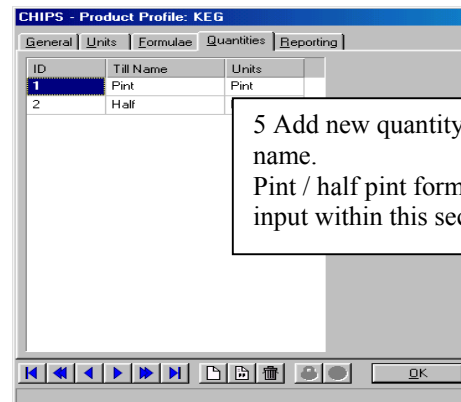 CHIPS - Product Profile: KEG
General Units Formulae Quantities Reporting
ID Till Name Units
1 Pint Pint
2 Half
5 Add new quantity
name.
Pint / half pint form
input within this sec
OK